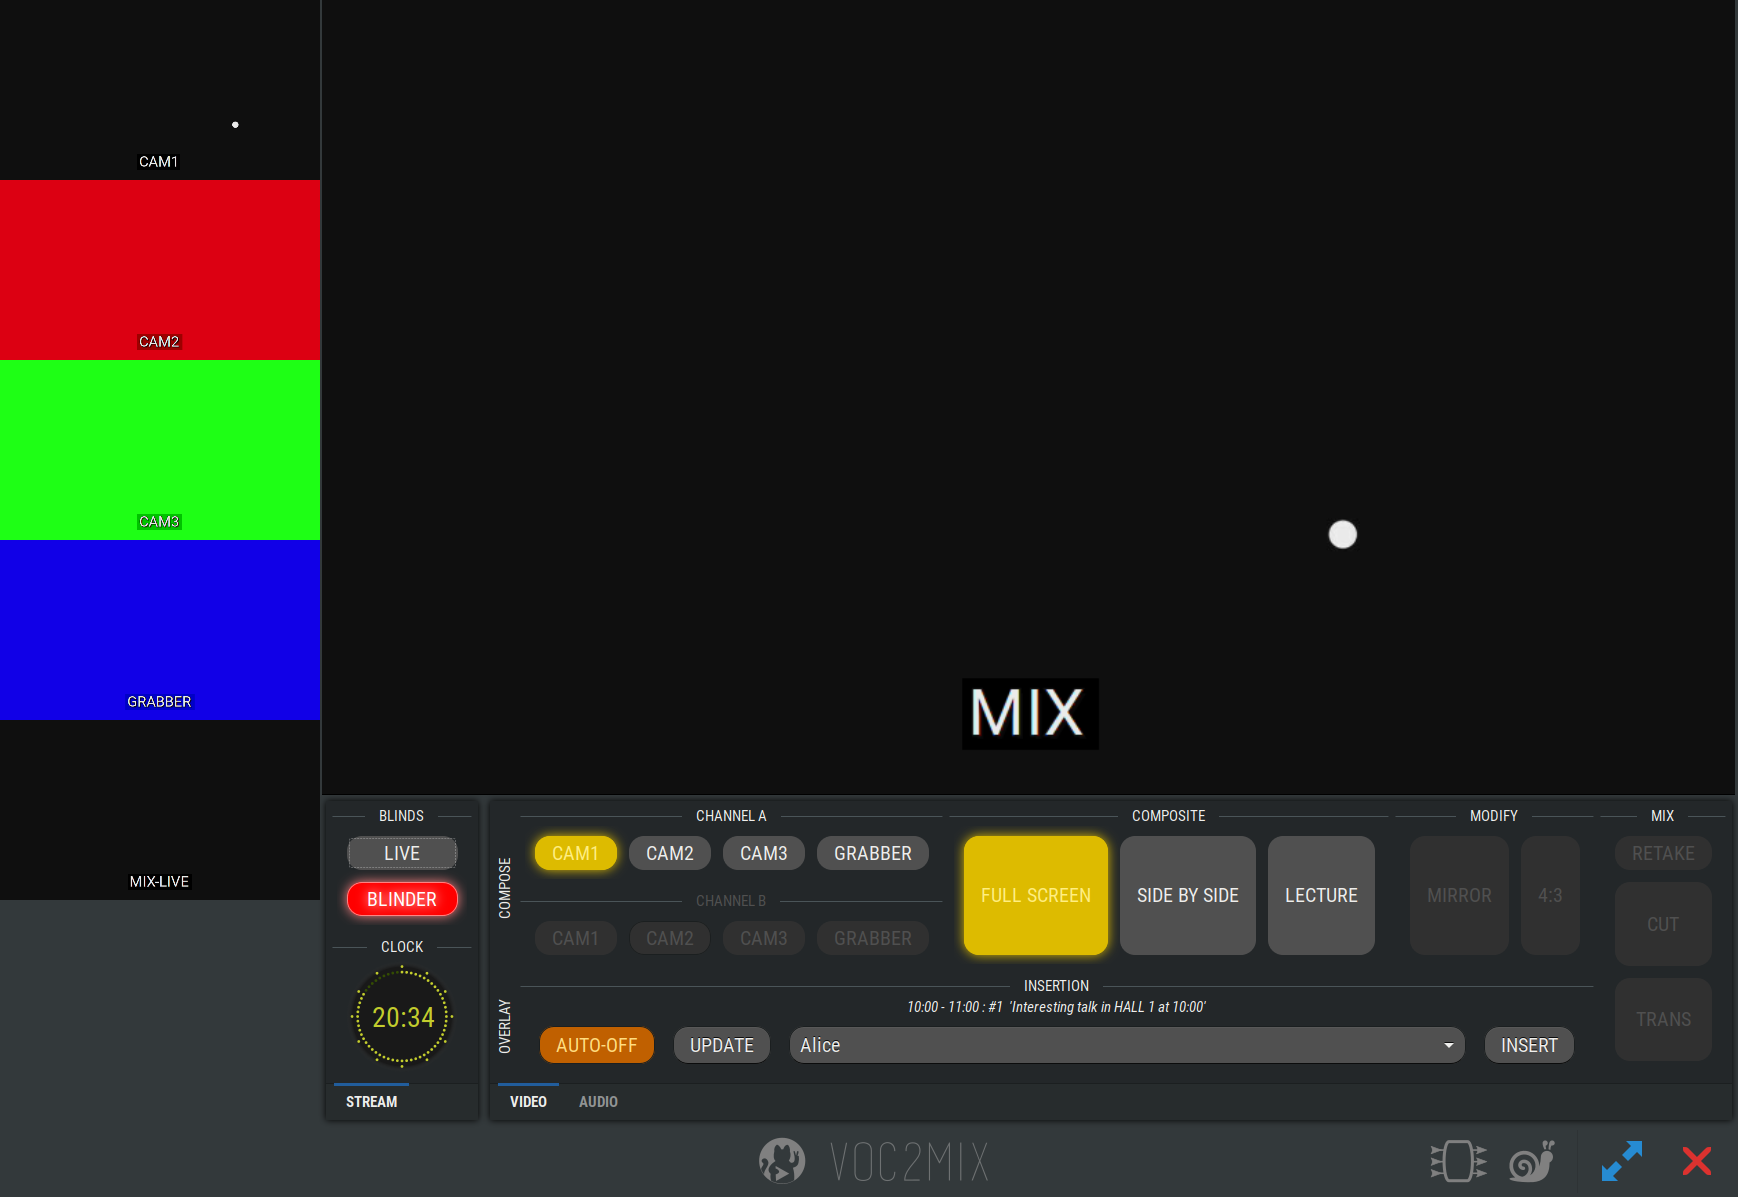 CAM1
CAM2
CAM3
GRABBER
MIX-LIVE
MIX
BLINDS
LIVE
BLINDER
CLOCK
20:34
STREAM
COMPOSE
CHANNEL A
CAM1 CAM2 CAM3 GRABBER
CHANNEL B
CAM1 CAM2 CAM3 GRABBER
COMPOSITE
FULL SCREEN SIDE BY SIDE LECTURE
MODIFY
MIRROR 4:3
MIX
RETAKE
CUT
TRANS
OVERLAY
INSERTION
10:00 - 11:00 : #1 'Interesting talk in HALL 1 at 10:00'
AUTO-OFF UPDATE Alice INSERT
VIDEO AUDIO
VOC2MIX